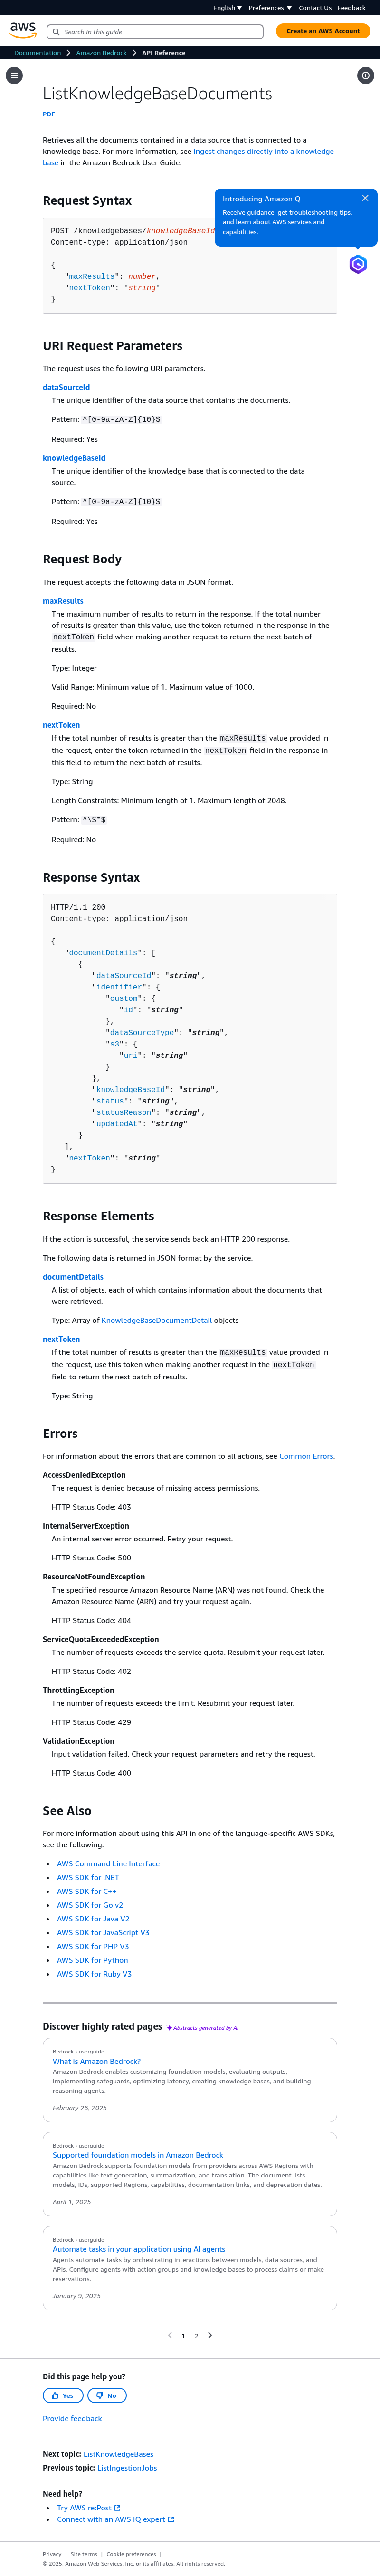 English Preferences Contact Us Feedback
aws Search in this guide Create an AWS Account
Documentation Amazon Bedrock API Reference
ListKnowledgeBaseDocuments
PDF
Retrieves all the documents contained in a data source that is connected to a
knowledge base. For more information, see Ingest changes directly into a knowledge
base in the Amazon Bedrock User Guide.
Introducing Amazon Q
Receive guidance, get troubleshooting tips,
and learn about AWS services and
capabilities.
Request Syntax
POST /knowledgebases/knowledgeBaseId
Content-type: application/json
{
"maxResults": number,
"nextToken": "string"
}
URI Request Parameters
The request uses the following URI parameters.
dataSourceId
The unique identifier of the data source that contains the documents.
Pattern: ^[0-9a-zA-Z]{10}$
Required: Yes
knowledgeBaseId
The unique identifier of the knowledge base that is connected to the data
source.
Pattern: ^[0-9a-zA-Z]{10}$
Required: Yes
Request Body
The request accepts the following data in JSON format.
maxResults
The maximum number of results to return in the response. If the total number
of results is greater than this value, use the token returned in the response in the
nextToken field when making another request to return the next batch of
results.
Type: Integer
Valid Range: Minimum value of 1. Maximum value of 1000.
Required: No
nextToken
If the total number of results is greater than the maxResults value provided in
the request, enter the token returned in the nextToken field in the response in
this field to return the next batch of results.
Type: String
Length Constraints: Minimum length of 1. Maximum length of 2048.
Pattern: ^\S*$
Required: No
Response Syntax
HTTP/1.1 200
Content-type: application/json
{
"documentDetails": [
{
"dataSourceId": "string",
"identifier": {
"custom": {
"id": "string"
},
"dataSourceType": "string",
"s3": {
"uri": "string"
}
},
"knowledgeBaseId": "string",
"status": "string",
"statusReason": "string",
"updatedAt": "string"
}
],
"nextToken": "string"
}
Response Elements
If the action is successful, the service sends back an HTTP 200 response.
The following data is returned in JSON format by the service.
documentDetails
A list of objects, each of which contains information about the documents that
were retrieved.
Type: Array of KnowledgeBaseDocumentDetail objects
nextToken
If the total number of results is greater than the maxResults value provided in
the request, use this token when making another request in the nextToken
field to return the next batch of results.
Type: String
Errors
For information about the errors that are common to all actions, see Common Errors.
AccessDeniedException
The request is denied because of missing access permissions.
HTTP Status Code: 403
InternalServerException
An internal server error occurred. Retry your request.
HTTP Status Code: 500
ResourceNotFoundException
The specified resource Amazon Resource Name (ARN) was not found. Check the
Amazon Resource Name (ARN) and try your request again.
HTTP Status Code: 404
ServiceQuotaExceededException
The number of requests exceeds the service quota. Resubmit your request later.
HTTP Status Code: 402
ThrottlingException
The number of requests exceeds the limit. Resubmit your request later.
HTTP Status Code: 429
ValidationException
Input validation failed. Check your request parameters and retry the request.
HTTP Status Code: 400
See Also
For more information about using this API in one of the language-specific AWS SDKs,
see the following:
• AWS Command Line Interface
• AWS SDK for .NET
• AWS SDK for C++
• AWS SDK for Go v2
• AWS SDK for Java V2
• AWS SDK for JavaScript V3
• AWS SDK for PHP V3
• AWS SDK for Python
• AWS SDK for Ruby V3
Discover highly rated pages Abstracts generated by AI
Bedrock › userguide
What is Amazon Bedrock?
Amazon Bedrock enables customizing foundation models, evaluating outputs,
implementing safeguards, optimizing latency, creating knowledge bases, and building
reasoning agents.
February 26, 2025
Bedrock › userguide
Supported foundation models in Amazon Bedrock
Amazon Bedrock supports foundation models from providers across AWS Regions with
capabilities like text generation, summarization, and translation. The document lists
models, IDs, supported Regions, capabilities, documentation links, and deprecation dates.
April 1, 2025
Bedrock › userguide
Automate tasks in your application using AI agents
Agents automate tasks by orchestrating interactions between models, data sources, and
APIs. Configure agents with action groups and knowledge bases to process claims or make
reservations.
January 9, 2025
1 2
Did this page help you?
Yes No
Provide feedback
Next topic: ListKnowledgeBases
Previous topic: ListIngestionJobs
Need help?
• Try AWS re:Post
• Connect with an AWS IQ expert
Privacy | Site terms | Cookie preferences |
© 2025, Amazon Web Services, Inc. or its affiliates. All rights reserved.